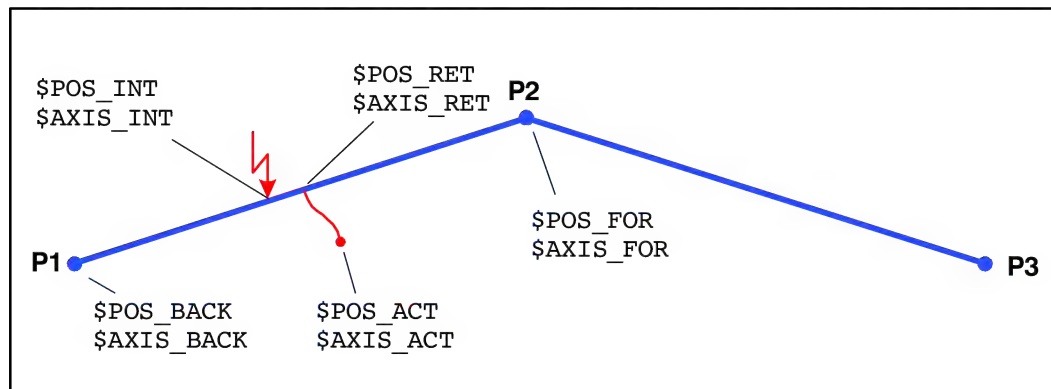 $POS_INT
$AXIS_INT
$POS_RET
$AXIS_RET
P2
$POS_FOR
$AXIS_FOR
P1
P3
$POS_BACK
$AXIS_BACK
$POS_ACT
$AXIS_ACT